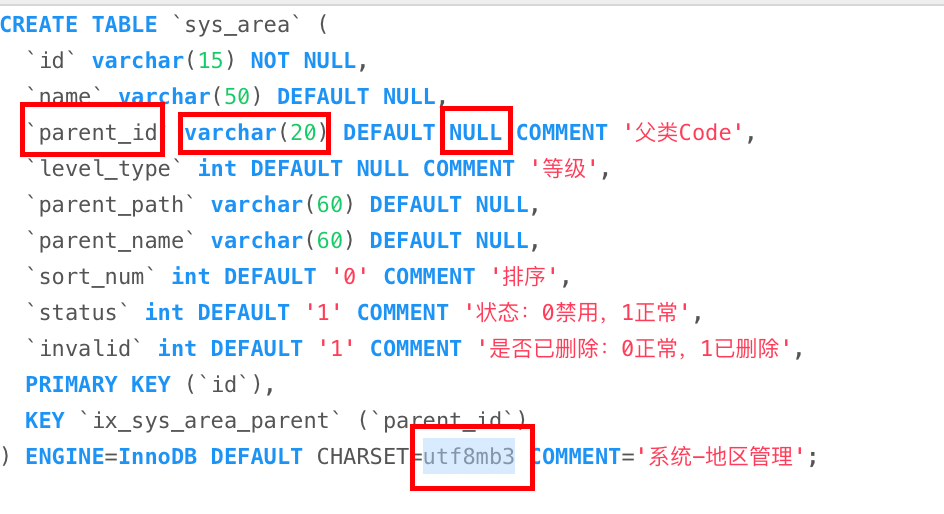 CREATE TABLE `sys_area` (
`id` varchar(15) NOT NULL,
`name` varchar(50) DEFAULT NULL,
`parent_id varchar(20) DEFAULT NULL COMMENT '父类Code',
`level_type` int DEFAULT NULL COMMENT '等级',
`parent_path` varchar(60) DEFAULT NULL,
`parent_name` varchar(60) DEFAULT NULL,
`sort_num` int DEFAULT '0' COMMENT '排序',
`status` int DEFAULT '1' COMMENT '状态：0禁用，1正常',
`invalid` int DEFAULT '1' COMMENT '是否已删除：0正常，1已删除',
PRIMARY KEY (`id`),
KEY `ix_sys_area_parent` (`parent_id`)
) ENGINE=InnoDB DEFAULT CHARSET=utf8mb3 COMMENT='系统-地区管理';